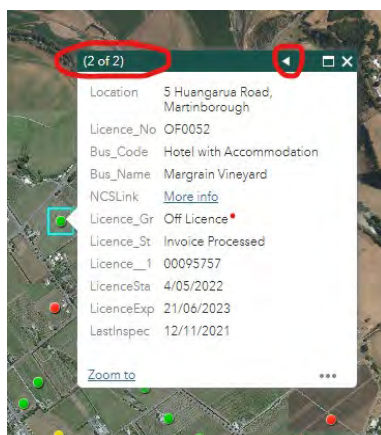 (2 of 2)
Location 5 Huangarua Road,
Martinborough
Licence_No OF0052
Bus_Code Hotel with Accommodation
Bus_Name Margrain Vineyard
NCSLink More info
Licence_Gr Off Licence
Licence_St Invoice Processed
Licence__1 00095757
LicenceSta 4/05/2022
LicenceExp 21/06/2023
LastInspec 12/11/2021
Zoom to